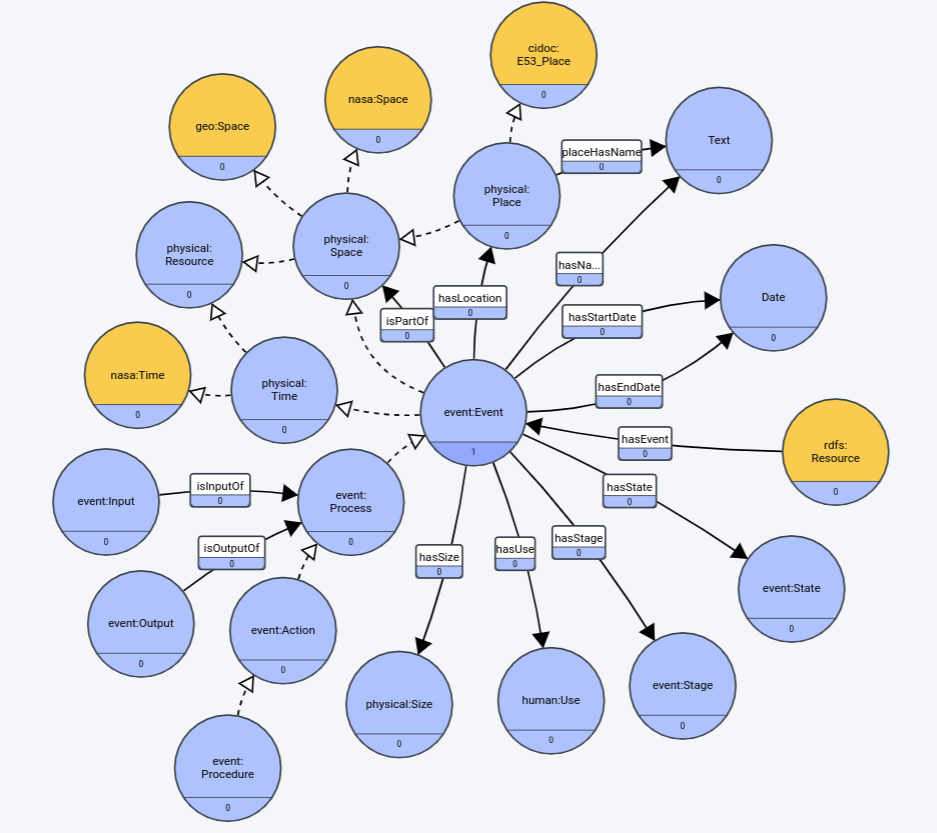 cidoc:
E53_Place
0
nasa:Space
0
geo:Space
0
Text
0
placeHasName
0
physical:
Place
0
physical:
Space
0
physical:
Resource
0
hasNa...
0
Date
0
hasLocation
0
isPartOf
0
hasStartDate
0
nasa:Time
0
physical:
Time
0
hasEndDate
0
event:Event
1
hasEvent
0
rdfs:
Resource
0
event:Input
0
isInputOf
0
event:
Process
0
hasState
0
isOutputOf
0
hasSize
0
hasUse
0
hasStage
0
event:State
0
event:Output
0
event:Action
0
event:Stage
0
physical:Size
0
human:Use
0
event:
Procedure
0